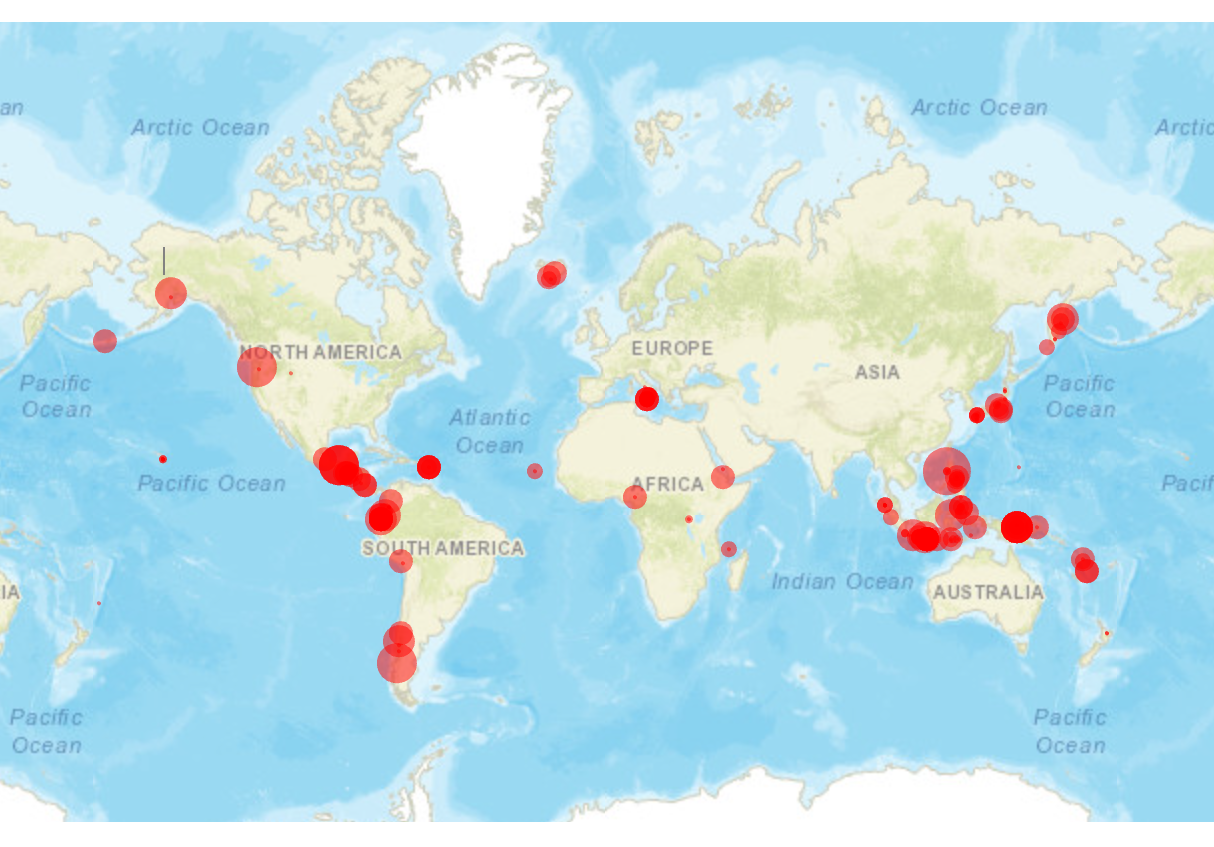 an
Arctic Ocean
Arctic Ocean
Arctic
NORTH AMERICA
EUROPE
ASIA
Pacific
Ocean
Atlantic
Ocean
Pacific
Ocean
Pacific Ocean
AFRICA
Pacif
SOUTH AMERICA
Indian Ocean
AUSTRALIA
IA
Pacific
Ocean
Pacific
Ocean